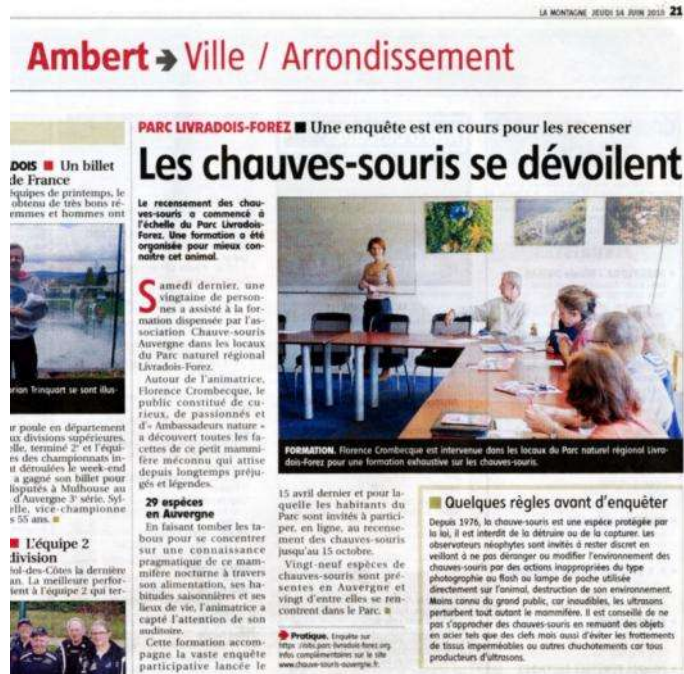 LA MONTAGNE JEUDI 14 JUIN 2018 21
Ambert → Ville / Arrondissement
DOIS ■ Un billet
de France
équipes de printemps, le
obtenu de très bons ré-
emmes et hommes ont
rian Trinquart se sont illus-
r poule en département
ux divisions supérieures.
elle, terminé 2e et l'équi-
es des championnats in-
t déroulées le week-end
a gagné son billet pour
disputés à Mulhouse au
d'Auvergne 3e série. Syl-
elle, vice-championne
s 55 ans. ■
■ L'équipe 2
division
ol-des-Côtes la dernière
an. La meilleure perfor-
ient à l'équipe 2 qui ter-
PARC LIVRADOIS-FOREZ ■ Une enquête est en cours pour les recenser
Les chauves-souris se dévoilent
Le recensement des chau-
ves-souris a commencé à
l'échelle du Parc Livradois-
Forez. Une formation a été
organisée pour mieux con-
naître cet animal.
Samedi dernier, une
vingtaine de person-
nes a assisté à la for-
mation dispensée par l'as-
sociation Chauve-souris
Auvergne dans les locaux
du Parc naturel régional
Livradois-Forez.
Autour de l'animatrice,
Florence Crombecque, le
public constitué de cu-
rieux, de passionnés et
d'« Ambassadeurs nature »
a découvert toutes les fa-
cettes de ce petit mammi-
fère méconnu qui attise
depuis longtemps préju-
gés et légendes.
29 espèces
en Auvergne
En faisant tomber les ta-
bous pour se concentrer
sur une connaissance
pragmatique de ce mam-
mifère nocturne à travers
son alimentation, ses ha-
bitudes saisonnières et ses
lieux de vie, l'animatrice a
capté l'attention de son
auditoire.
Cette formation accom-
pagne la vaste enquête
participative lancée le
FORMATION. Florence Crombecque est intervenue dans les locaux du Parc naturel régional Livra-
dois-Forez pour une formation exhaustive sur les chauves-souris.
15 avril dernier et pour la-
quelle les habitants du
Parc sont invités à partici-
per, en ligne, au recense-
ment des chauves-souris
jusqu'au 15 octobre.
Vingt-neuf espèces de
chauves-souris sont pré-
sentes en Auvergne et
vingt d'entre elles se ren-
contrent dans le Parc. ■
Pratique. Enquête sur
https://obs.parc-livradois-forez.org.
Infos complémentaires sur le site
www.chauve-souris-auvergne.fr.
■ Quelques règles avant d'enquêter
Depuis 1976, la chauve-souris est une espèce protégée par
la loi, il est interdit de la détruire ou de la capturer. Les
observateurs néophytes sont invités à rester discret en
veillant à ne pas déranger ou modifier l'environnement des
chauves-souris par des actions inappropriées du type
photographie au flash ou lampe de poche utilisée
directement sur l'animal, destruction de son environnement.
Moins connu du grand public, car inaudibles, les ultrasons
perturbent tout autant le mammifère. Il est conseillé de ne
pas s'approcher des chauves-souris en remuant des objets
en acier tels que des clefs mais aussi d'éviter les frottements
de tissus imperméables ou autres chuchotements car tous
producteurs d'ultrasons.